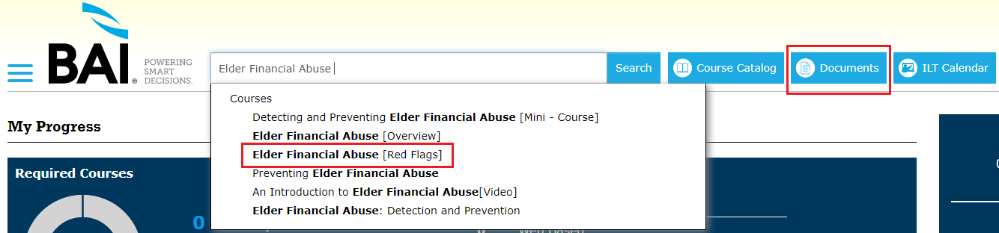 BAI®
POWERING
SMART
DECISIONS.
Elder Financial Abuse
Search
Course Catalog
Documents
ILT Calendar
Courses
Detecting and Preventing Elder Financial Abuse [Mini - Course]
Elder Financial Abuse [Overview]
Elder Financial Abuse [Red Flags]
Preventing Elder Financial Abuse
An Introduction to Elder Financial Abuse[Video]
Elder Financial Abuse: Detection and Prevention
My Progress
Required Courses
0